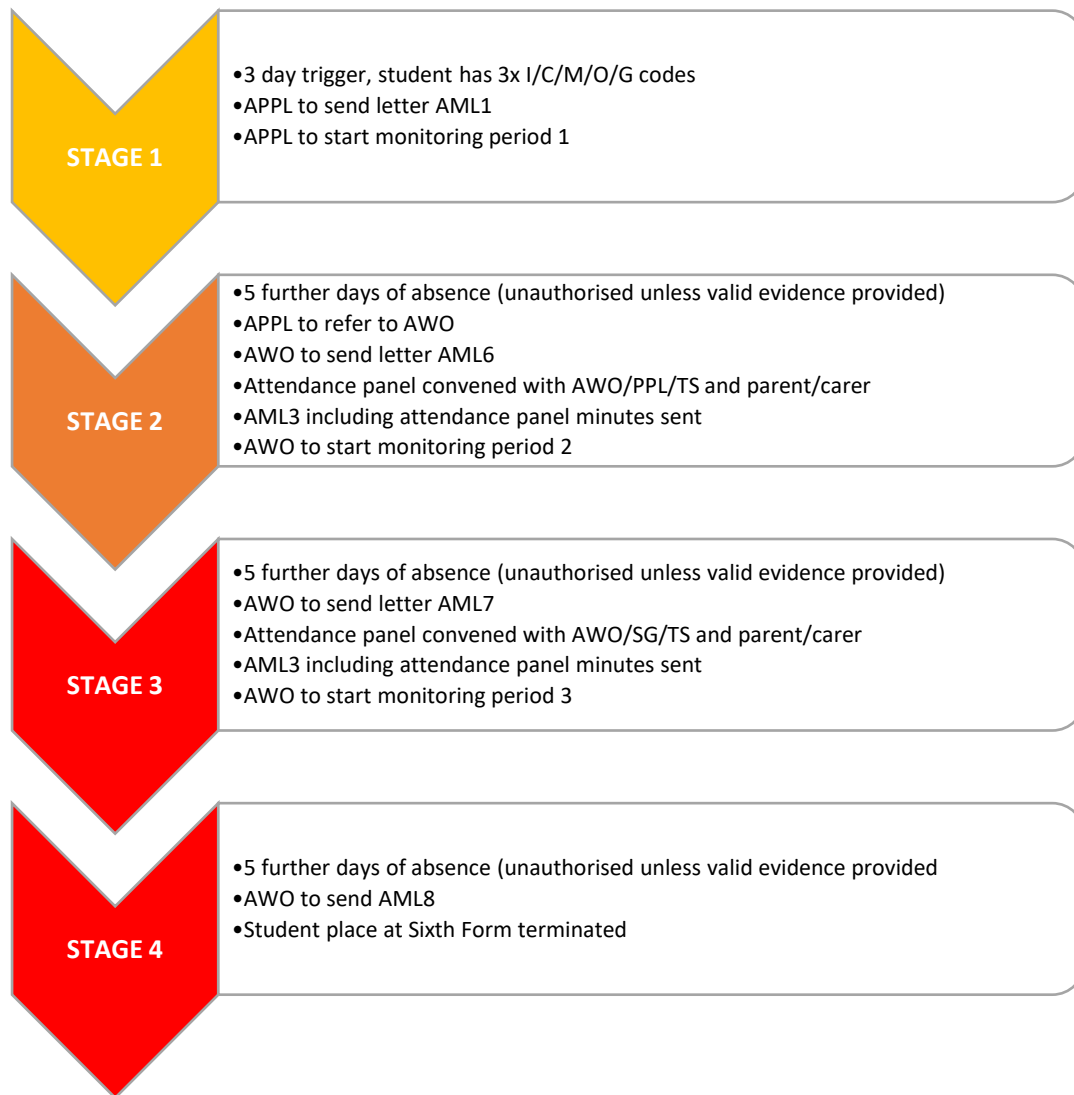 STAGE 1
•3 day trigger, student has 3x I/C/M/O/G codes
•APPL to send letter AML1
•APPL to start monitoring period 1
STAGE 2
•5 further days of absence (unauthorised unless valid evidence provided)
•APPL to refer to AWO
•AWO to send letter AML6
•Attendance panel convened with AWO/PPL/TS and parent/carer
•AML3 including attendance panel minutes sent
•AWO to start monitoring period 2
STAGE 3
•5 further days of absence (unauthorised unless valid evidence provided)
•AWO to send letter AML7
•Attendance panel convened with AWO/SG/TS and parent/carer
•AML3 including attendance panel minutes sent
•AWO to start monitoring period 3
STAGE 4
•5 further days of absence (unauthorised unless valid evidence provided
•AWO to send AML8
•Student place at Sixth Form terminated